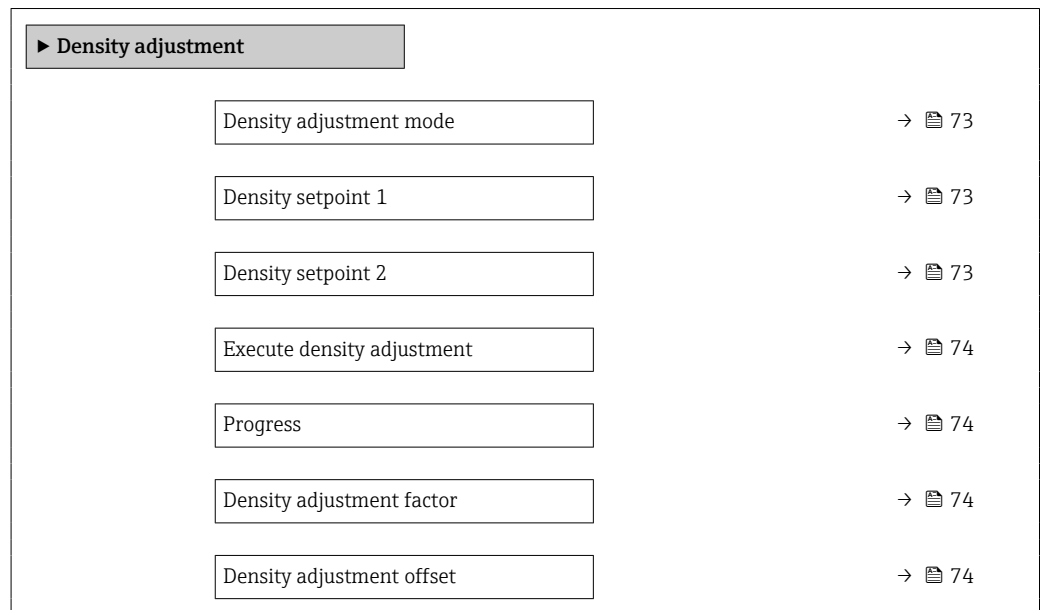 ▶ Density adjustment
Density adjustment mode → 73
Density setpoint 1 → 73
Density setpoint 2 → 73
Execute density adjustment → 74
Progress → 74
Density adjustment factor → 74
Density adjustment offset → 74